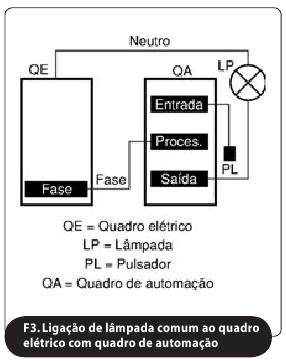 Neutro
QE
QA
LP
Entrada
Proces.
Fase
Fase
Saída
PL
QE = Quadro elétrico
LP = Lâmpada
PL = Pulsador
QA = Quadro de automação
F3. Ligação de lâmpada comum ao quadro
elétrico com quadro de automação